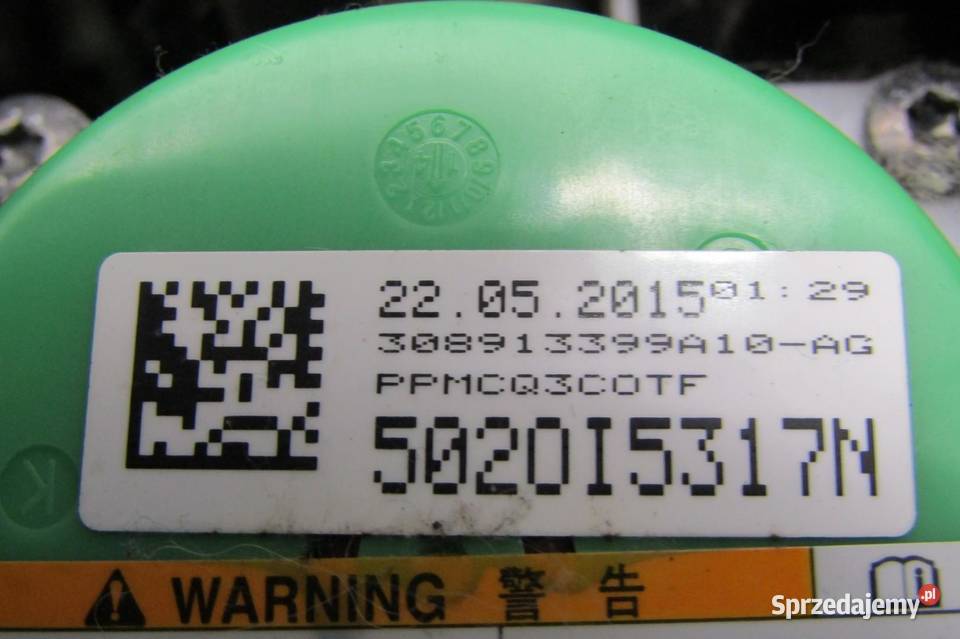 22.05.2015 01:29
308913399A10-AG
PPMCQ3COTF
502OI5317N
K
WARNING 警告
Sprzedajemy.pl